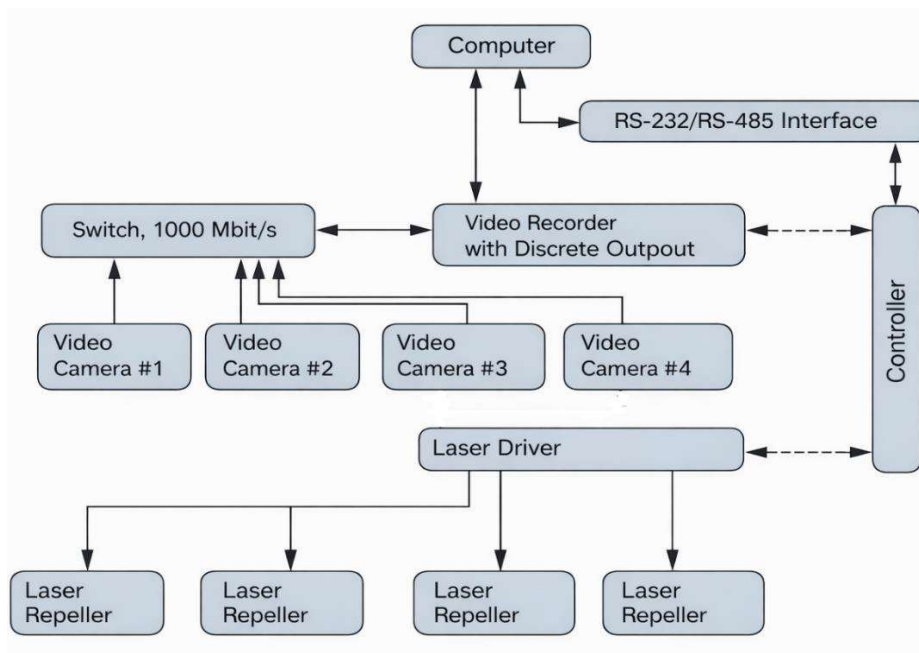 Computer
RS-232/RS-485 Interface
Switch, 1000 Mbit/s
Video Recorder
with Discrete Outpout
Controller
Video
Camera #1
Video
Camera #2
Video
Camera #3
Video
Camera #4
Laser Driver
Laser
Repeller
Laser
Repeller
Laser
Repeller
Laser
Repeller